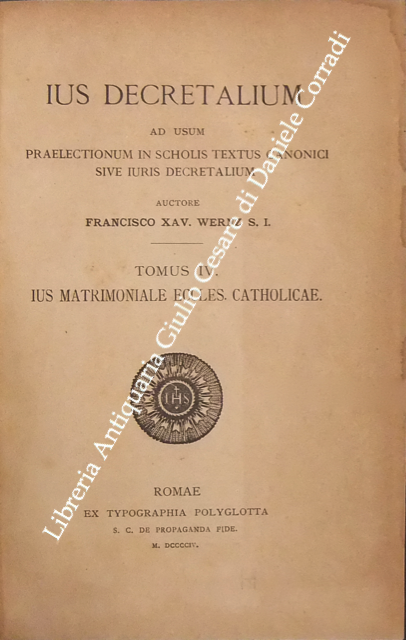 IUS DECRETALIUM
AD USUM
PRAELECTIONUM IN SCHOLIS TEXTUS CANONICI
SIVE IURIS DECRETALIUM
AUCTORE
FRANCISCO XAV. WERNZ S. I.
TOMUS IV.
IUS MATRIMONIALE ECCLES. CATHOLICAE.
IHS
ROMAE
EX TYPOGRAPHIA POLYGLOTTA
S. C. DE PROPAGANDA FIDE.
M. DCCCCIV.
Libreria Antiquaria Giulio Cesare di Daniele Corradi